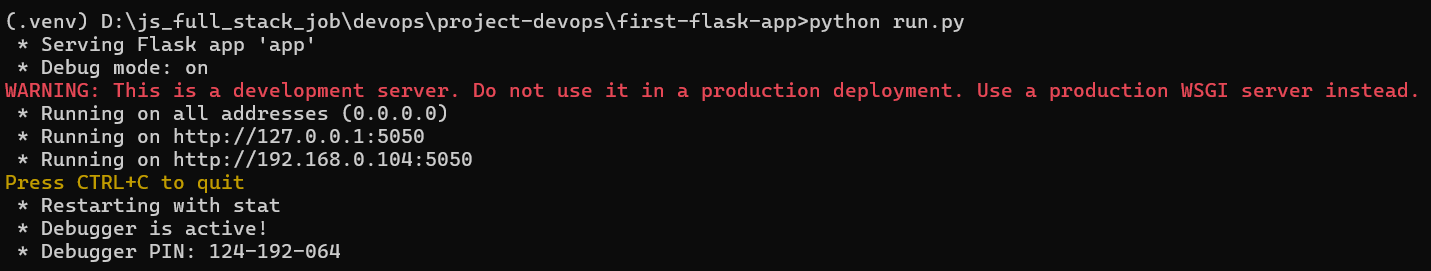 (.venv) D:\js_full_stack_job\devops\project-devops\first-flask-app>python run.py
 * Serving Flask app 'app'
 * Debug mode: on
WARNING: This is a development server. Do not use it in a production deployment. Use a production WSGI server instead.
 * Running on all addresses (0.0.0.0)
 * Running on http://127.0.0.1:5050
 * Running on http://192.168.0.104:5050
Press CTRL+C to quit
 * Restarting with stat
 * Debugger is active!
 * Debugger PIN: 124-192-064